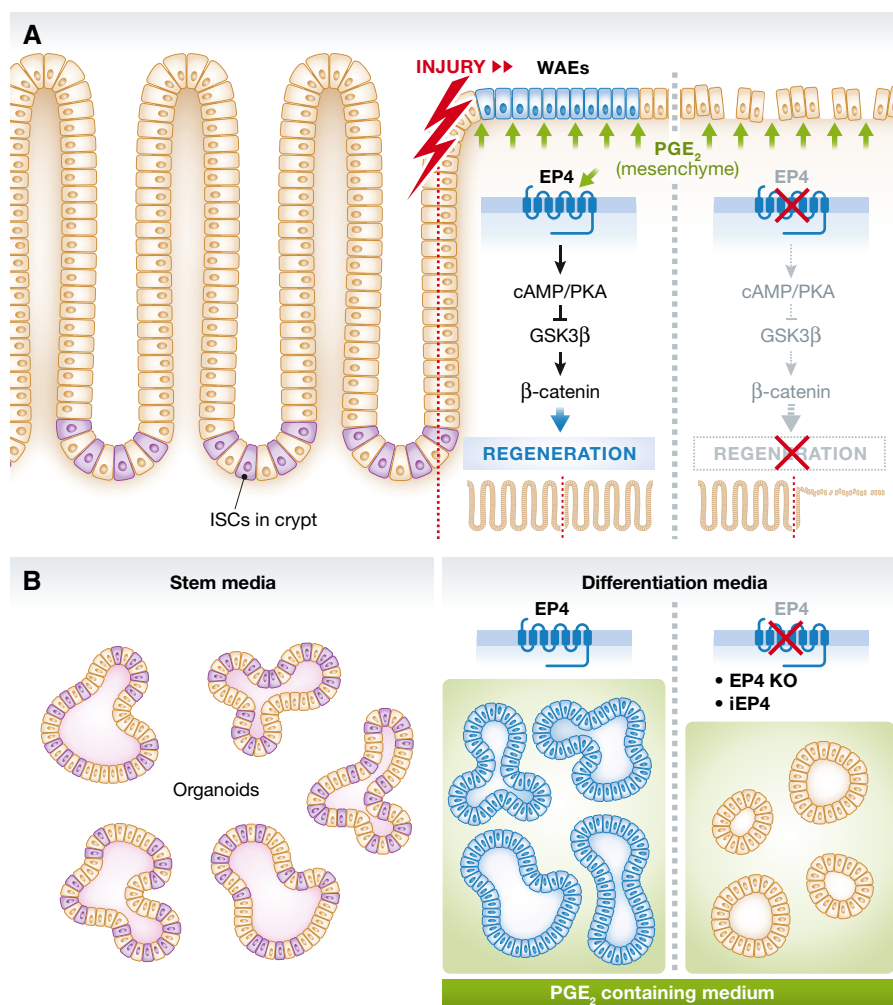 A
INJURY ▶▶
WAEs
PGE₂
(mesenchyme)
EP4
cAMP/PKA
GSK3β
β-catenin
REGENERATION
EP4
cAMP/PKA
GSK3β
β-catenin
REGENERATION
ISCs in crypt
B
Stem media
Organoids
Differentiation media
EP4
EP4
• EP4 KO
• iEP4
PGE₂ containing medium